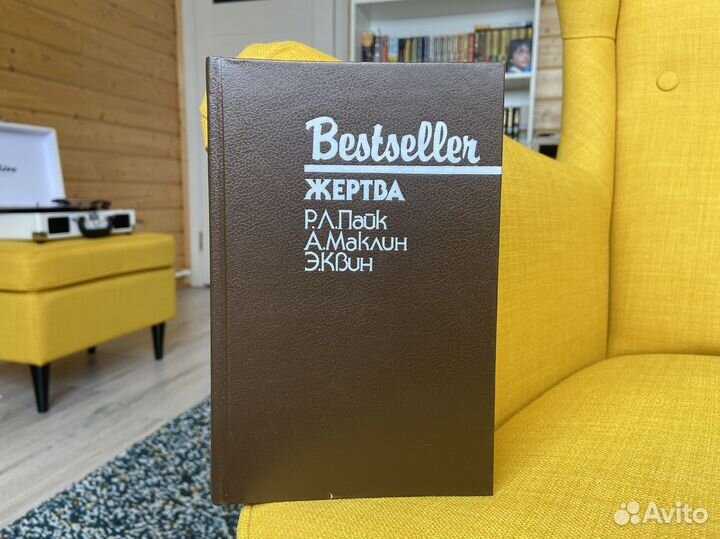 Bestseller
ЖЕРТВА
Р.Л.Пайк
А.Маклин
Э.Квин
Avito